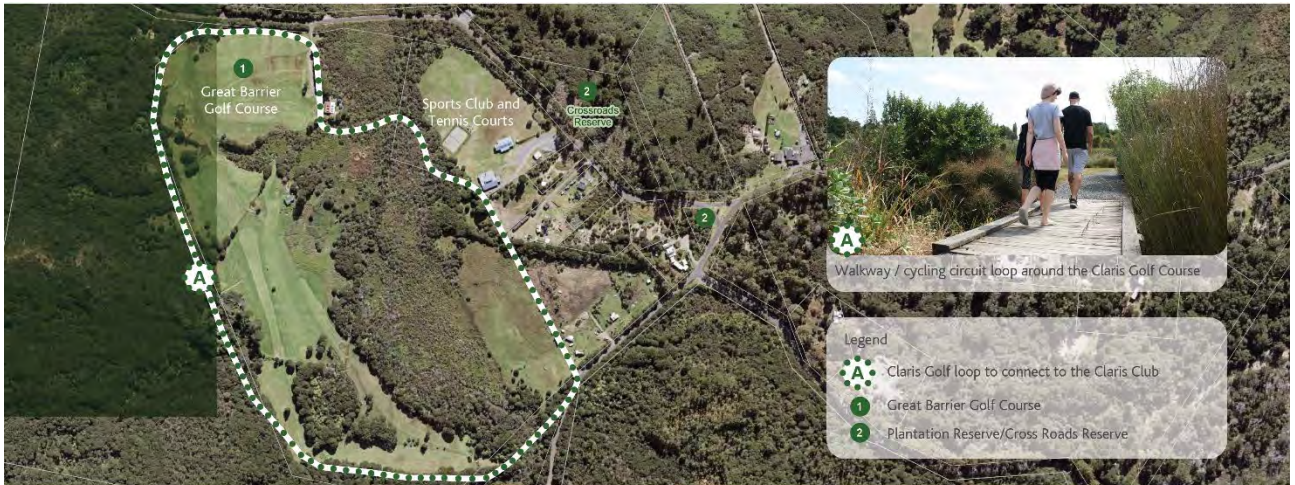 1
Great Barrier
Golf Course
Sports Club and
Tennis Courts
2
Crossroads
Reserve
2
A
A
Walkway / cycling circuit loop around the Claris Golf Course
Legend
A Claris Golf loop to connect to the Claris Club
1 Great Barrier Golf Course
2 Plantation Reserve/Cross Roads Reserve